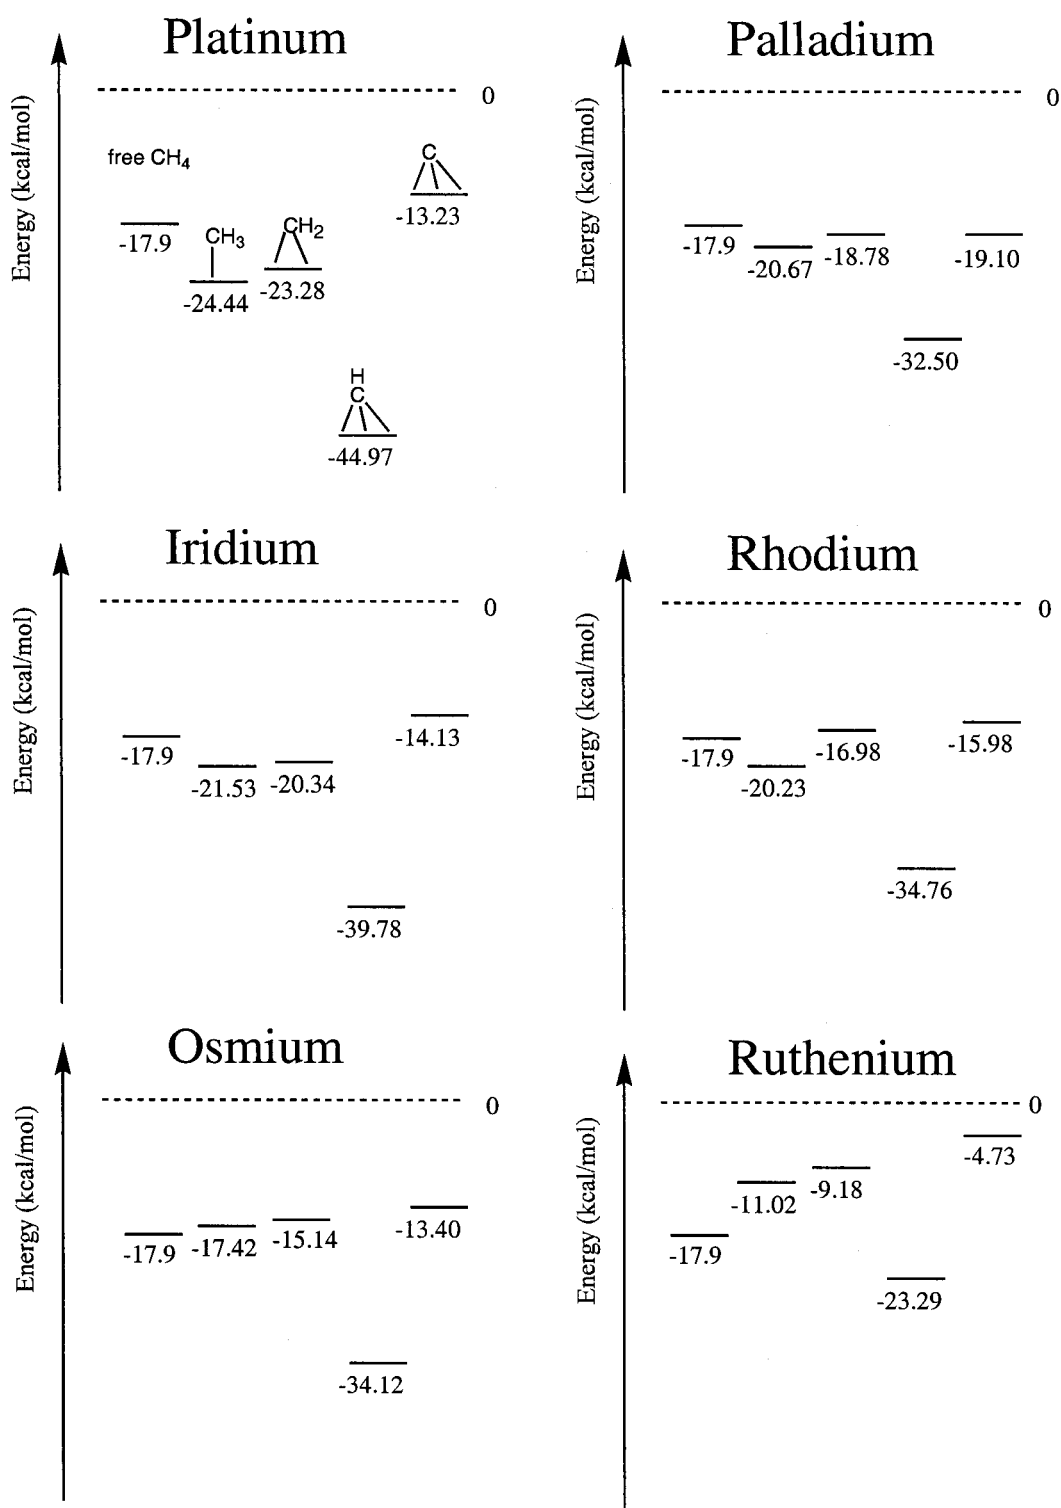 Platinum
0
Energy (kcal/mol)
free CH4
-17.9
CH3
-24.44
CH2
-23.28
H
C
-44.97
C
-13.23
Palladium
0
Energy (kcal/mol)
-17.9
-20.67
-18.78
-32.50
-19.10
Iridium
0
Energy (kcal/mol)
-17.9
-21.53
-20.34
-39.78
-14.13
Rhodium
0
Energy (kcal/mol)
-17.9
-20.23
-16.98
-34.76
-15.98
Osmium
0
Energy (kcal/mol)
-17.9
-17.42
-15.14
-34.12
-13.40
Ruthenium
0
Energy (kcal/mol)
-17.9
-11.02
-9.18
-23.29
-4.73